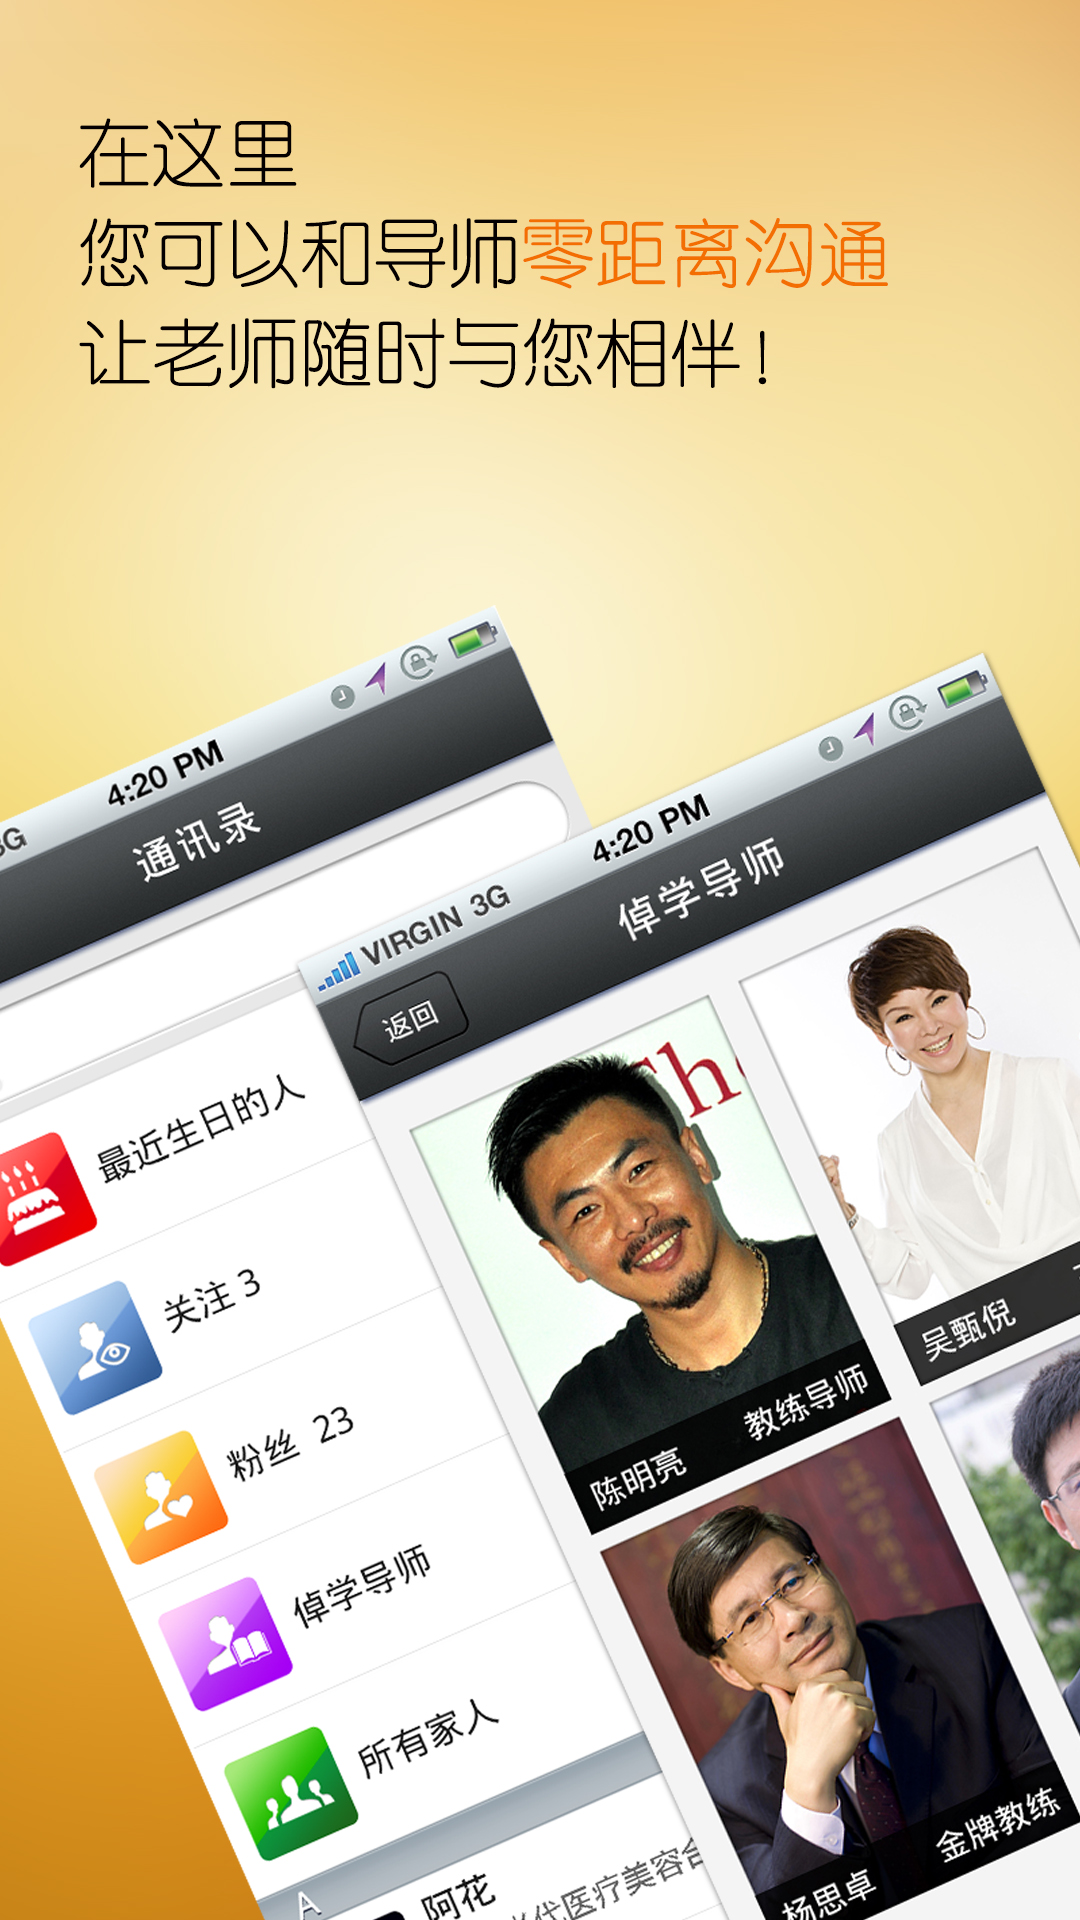 在这里
您可以和导师零距离沟通
让老师随时与您相伴！
3G
4:20 PM
通讯录
最近生日的人
关注 3
粉丝 23
倬学导师
所有家人
A
阿花
代医疗美容
VIRGIN 3G
4:20 PM
返回
倬学导师
The
陈明亮
教练导师
吴甄倪
杨思卓
金牌教练